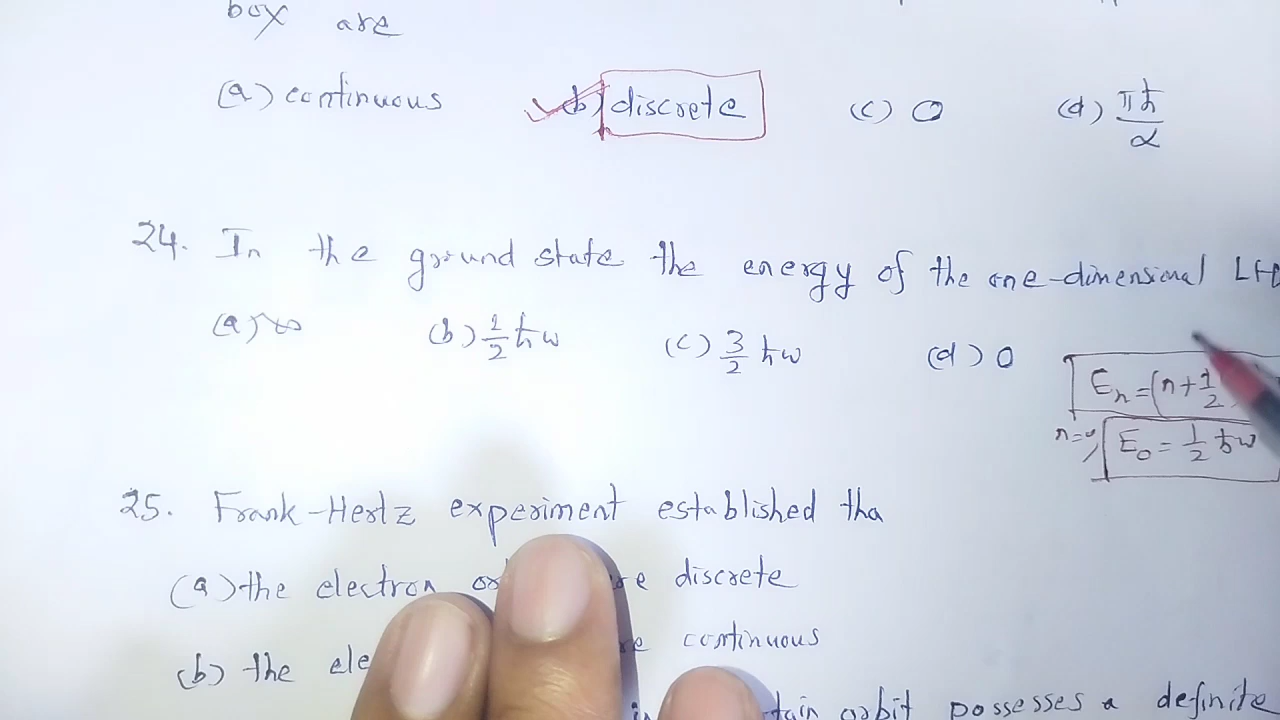 box are
(a) continuous (b) discrete (c) 0 (d) πħ/α
24. In the ground state the energy of the one-dimensional
(a) ∞ (b) 1/2 ħω (c) 3/2 ħω (d) 0
En=(n+1/2
n=0, E0=1/2 ħω
25. Frank-Hertz experiment established tha
(a) the electron discrete
(b) the continuous
orbit possesses a definite